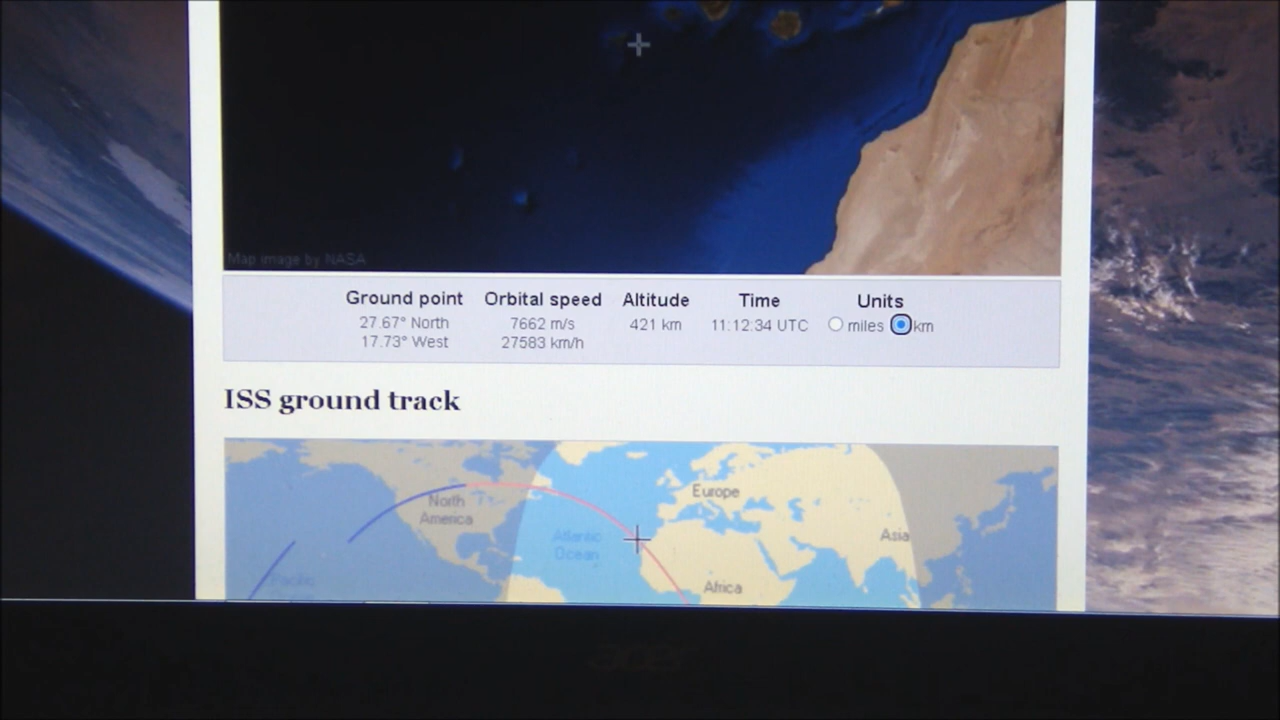 Map image by NASA
Ground point Orbital speed Altitude Time Units
27.67° North 7662 m/s 421 km 11:12:34 UTC miles km
17.73° West 27583 km/h
ISS ground track
Europe
North
America
Atlantic
Ocean
Asia
Pacific
Africa
acer